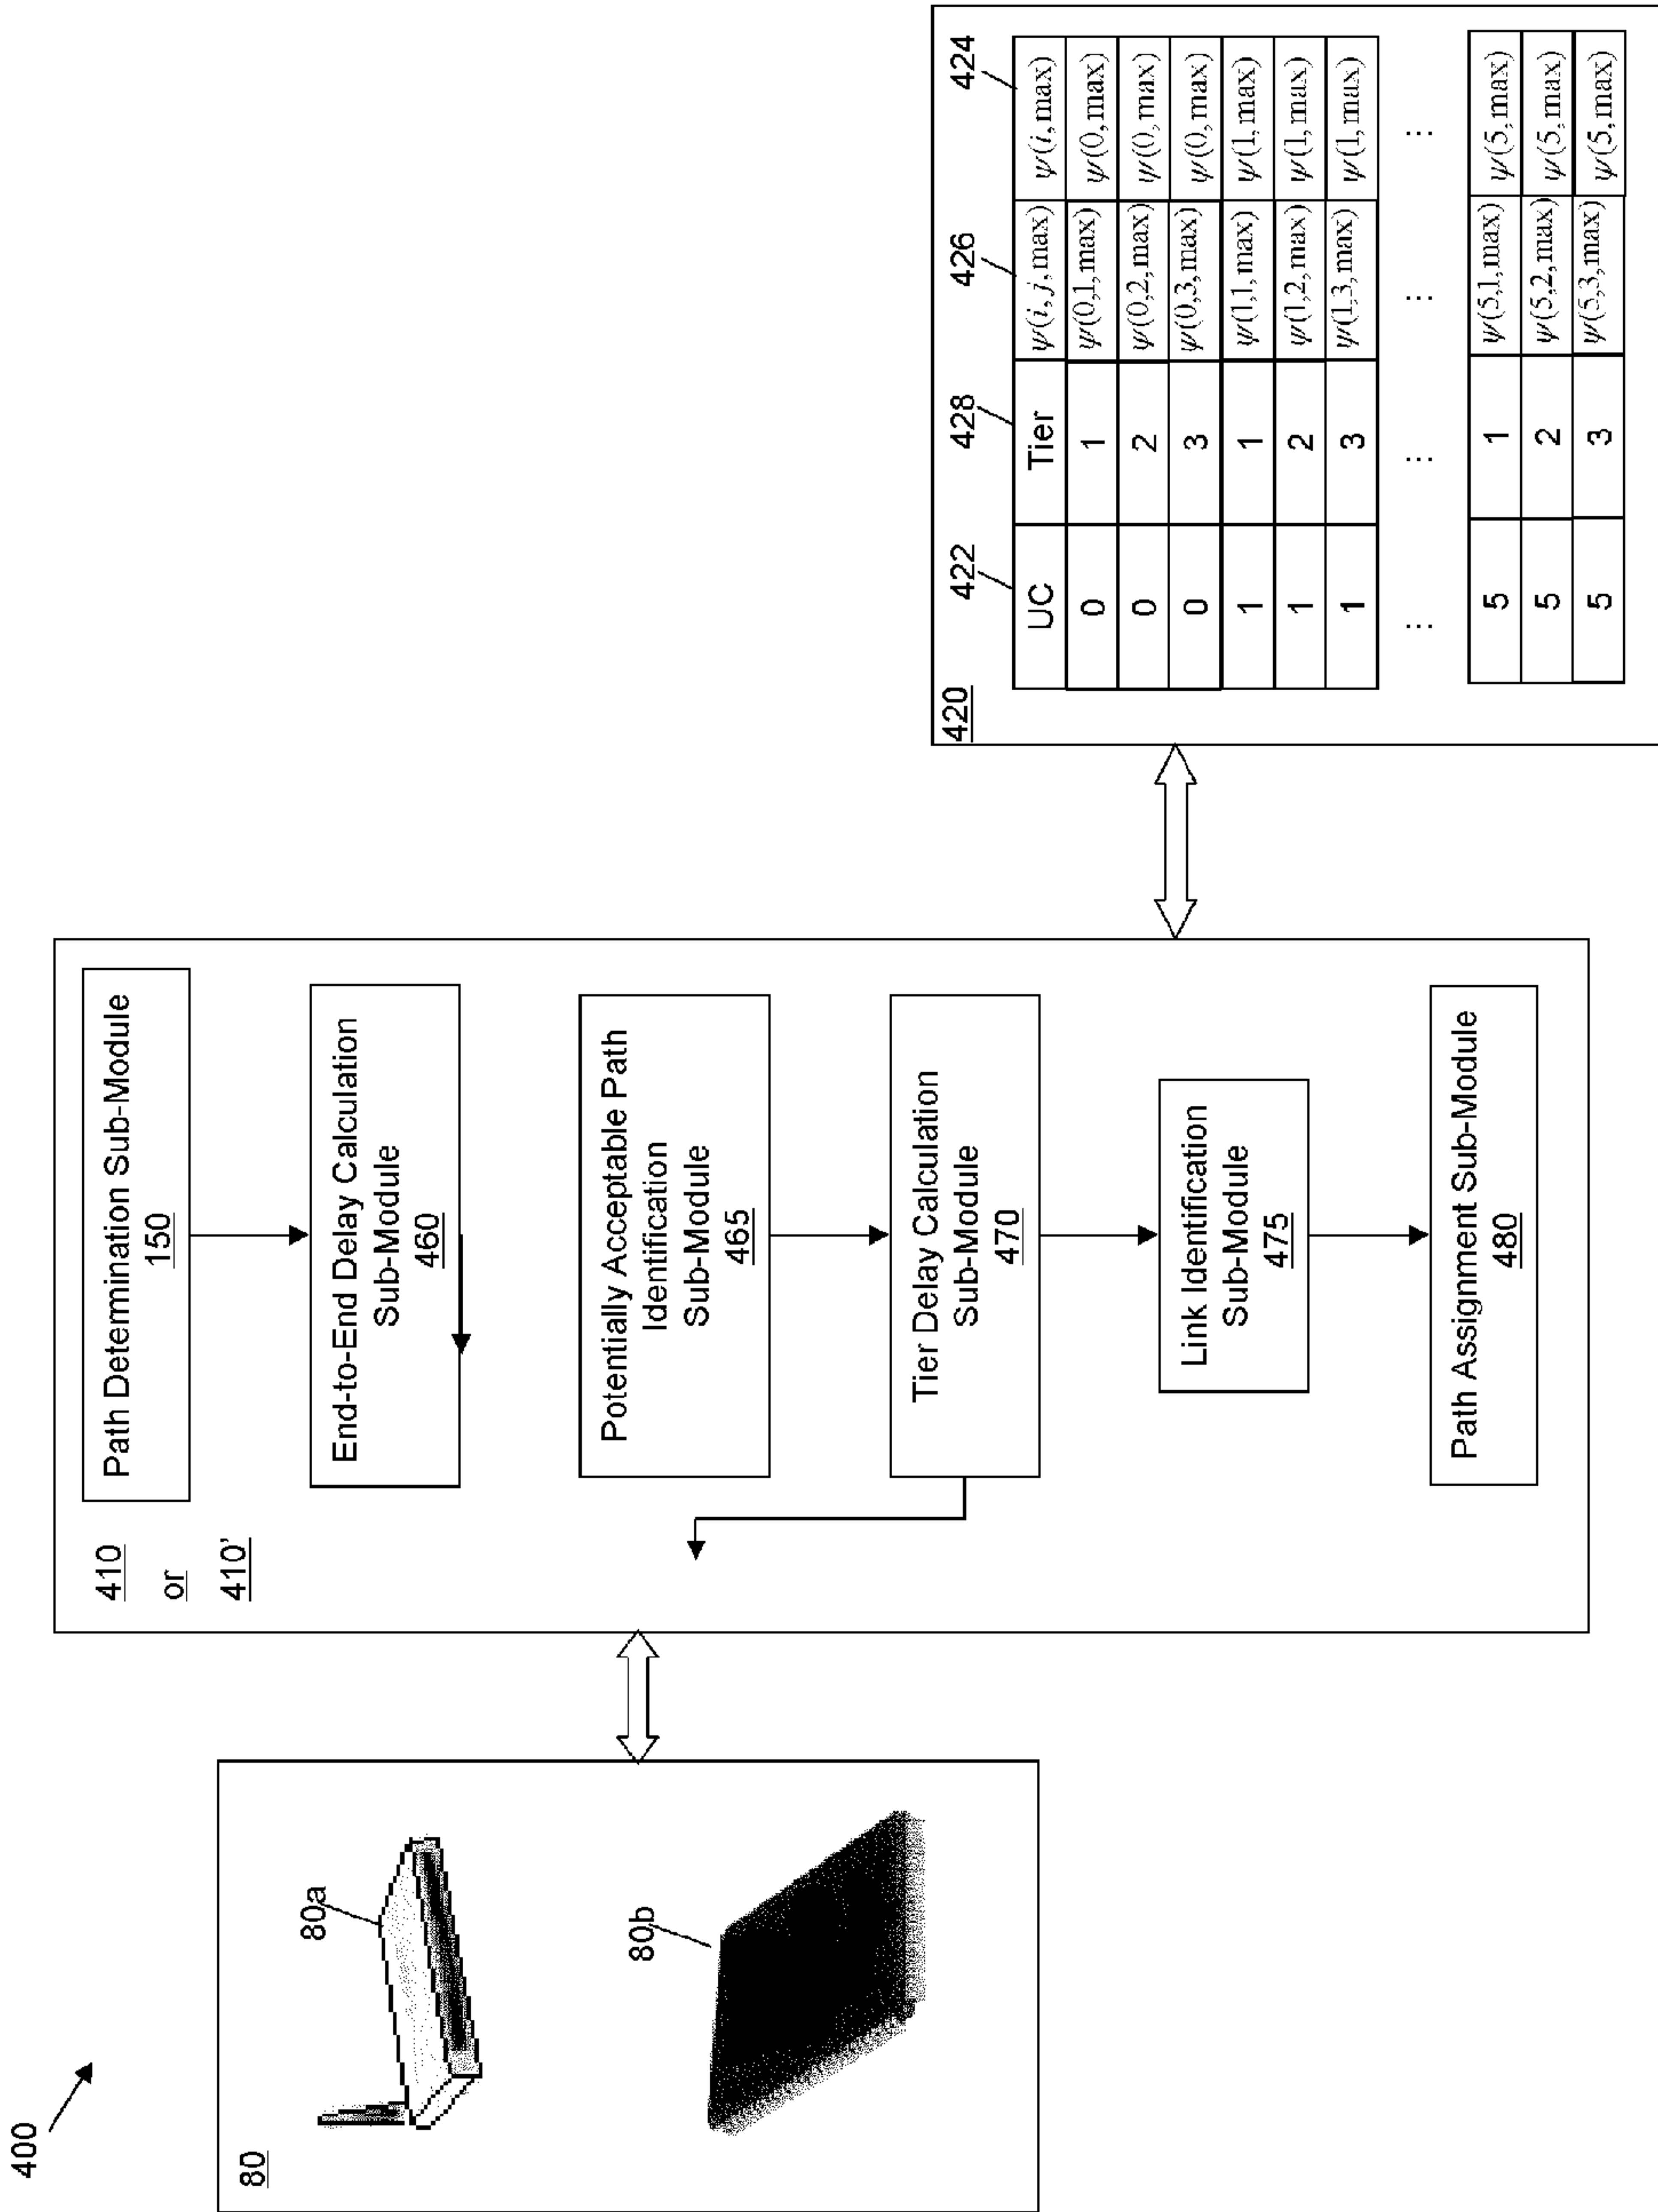 400
80
80a
80b
410
or
410'
Path Determination Sub-Module
150
End-to-End Delay Calculation
Sub-Module
460
Potentially Acceptable Path
Identification
Sub-Module
465
Tier Delay Calculation
Sub-Module
470
Link Identification
Sub-Module
475
Path Assignment Sub-Module
480
420
422 428 426 424
UC Tier ψ(i,j,max) ψ(i,max)
0 1 ψ(0,1,max) ψ(0,max)
0 2 ψ(0,2,max) ψ(0,max)
0 3 ψ(0,3,max) ψ(0,max)
1 1 ψ(1,1,max) ψ(1,max)
1 2 ψ(1,2,max) ψ(1,max)
1 3 ψ(1,3,max) ψ(1,max)
... ... ... ...
5 1 ψ(5,1,max) ψ(5,max)
5 2 ψ(5,2,max) ψ(5,max)
5 3 ψ(5,3,max) ψ(5,max)